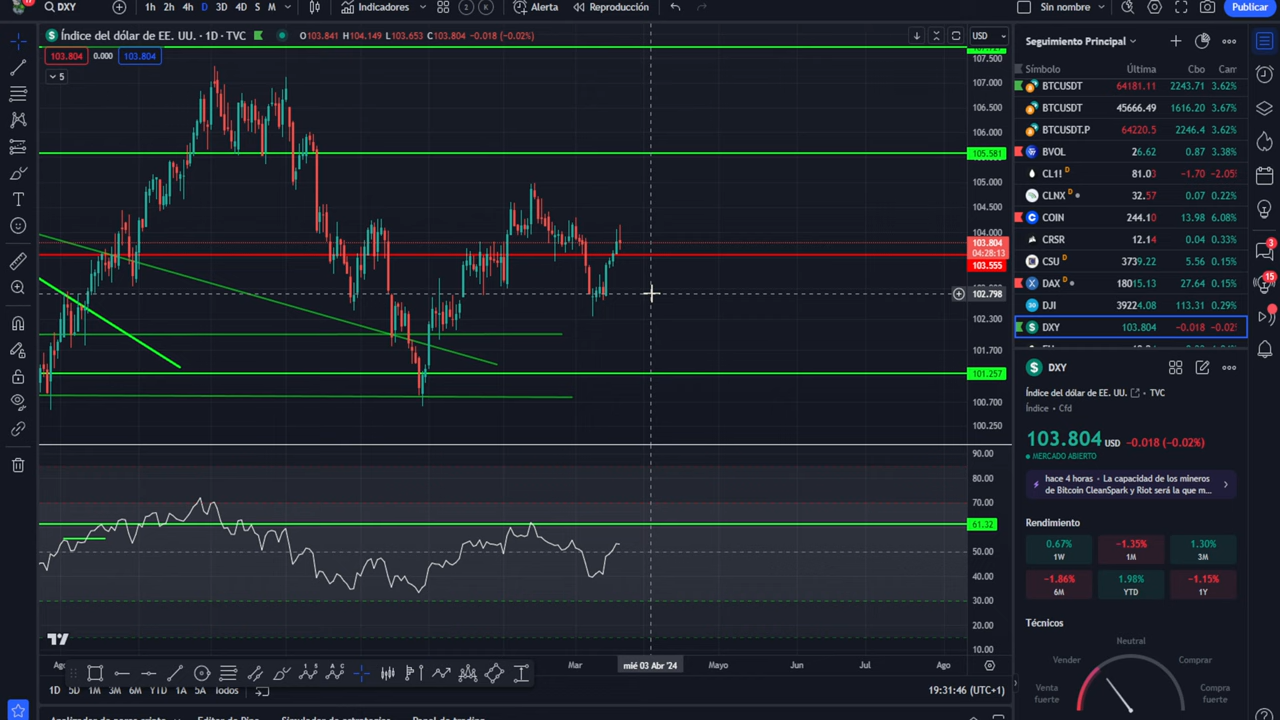 DXY 1h 2h 4h D 3D 4D S M Indicadores Alerta Reproducción Sin nombre Publicar
Índice del dólar de EE. UU. · 1D · TVC O103.841 H104.149 L103.653 C103.804 -0.018 (-0.02%)
103.804 0.000 103.804
5
USD
107.500
107.000
106.500
106.000
105.581
105.000
104.500
104.000
103.804
04:28:13
103.555
102.798
102.300
101.700
101.257
100.700
100.250
90.00
80.00
70.00
61.32
50.00
40.00
30.00
20.00
10.00
Mar mié 03 Abr '24 Mayo Jun Jul Ago
1D 5D 1M 3M 6M YTD 1A 5A Todos
19:31:46 (UTC+1)
Seguimiento Principal
Símbolo Última Cbo
BTCUSDT 64181.11 2243.71 3.62%
BTCUSDT 45666.49 1616.20 3.67%
BTCUSDT.P 64220.5 2246.4 3.62%
BVOL 26.62 0.87 3.38%
CL1! D 81.03 -1.70 -2.05
CLNX D 32.57 0.07 0.22%
COIN 244.10 13.98 6.08%
CRSR 12.14 0.04 0.33%
CSU D 3739.22 5.56 0.15%
DAX D 18015.13 27.64 0.15%
DJI 39224.08 113.31 0.29%
DXY 103.804 -0.018 -0.02
3
15
DXY
Índice del dólar de EE. UU. · TVC
Índice · Cfd
103.804 USD -0.018 (-0.02%)
MERCADO ABIERTO
hace 4 horas · La capacidad de los mineros
de Bitcoin CleanSpark y Riot será la que m...
Rendimiento
0.67% -1.35% 1.30%
1W 1M 3M
-1.86% 1.98% -1.15%
6M YTD 1Y
Técnicos
Neutral
Vender Comprar
Venta fuerte
Compra fuerte